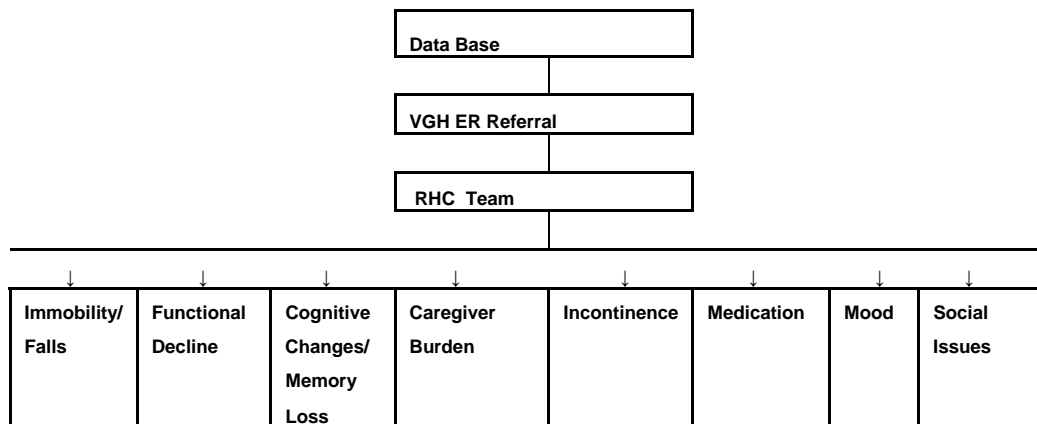 Data Base
VGH ER Referral
RHC Team
↓ ↓ ↓ ↓ ↓ ↓ ↓ ↓
Immobility/
Falls
Functional
Decline
Cognitive
Changes/
Memory
Loss
Caregiver
Burden
Incontinence
Medication
Mood
Social
Issues